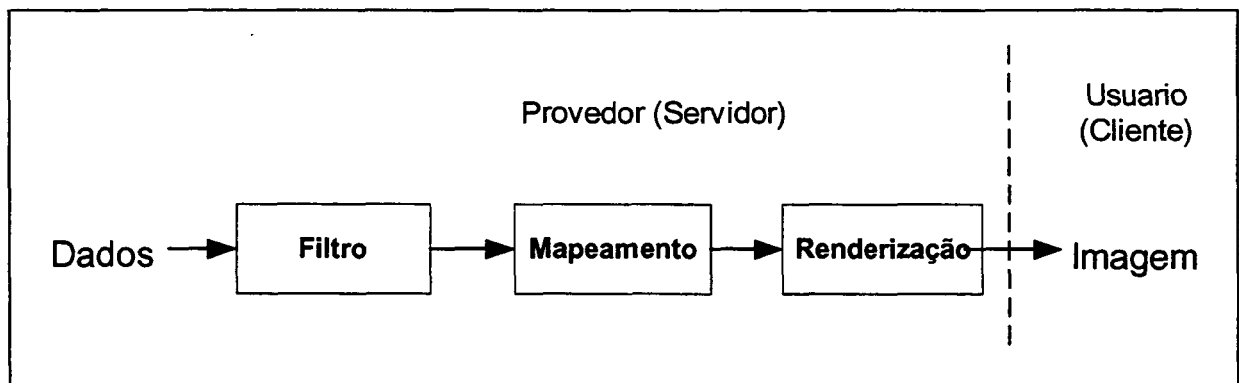 Provedor (Servidor)
Usuario
(Cliente)
Dados
Filtro
Mapeamento
Renderização
Imagem